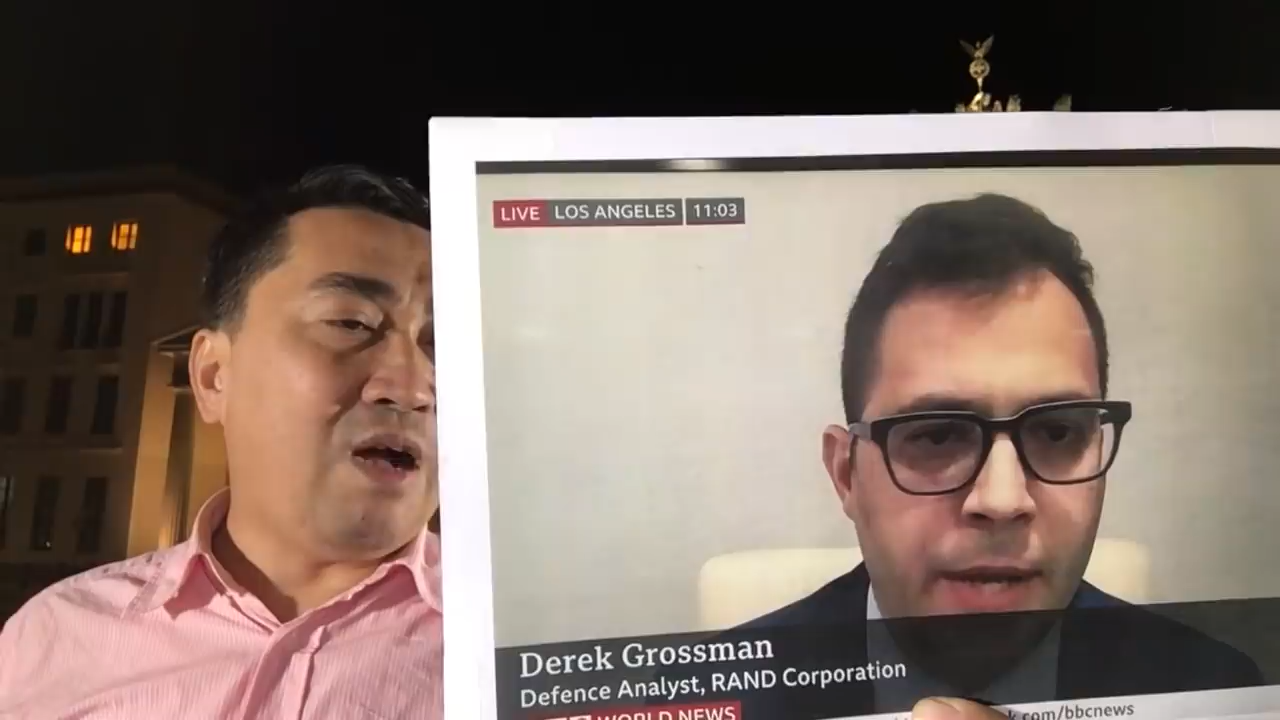 LIVE LOS ANGELES 11:03
Derek Grossman
Defence Analyst, RAND Corporation
WORLD NEWS
k.com/bbcnews